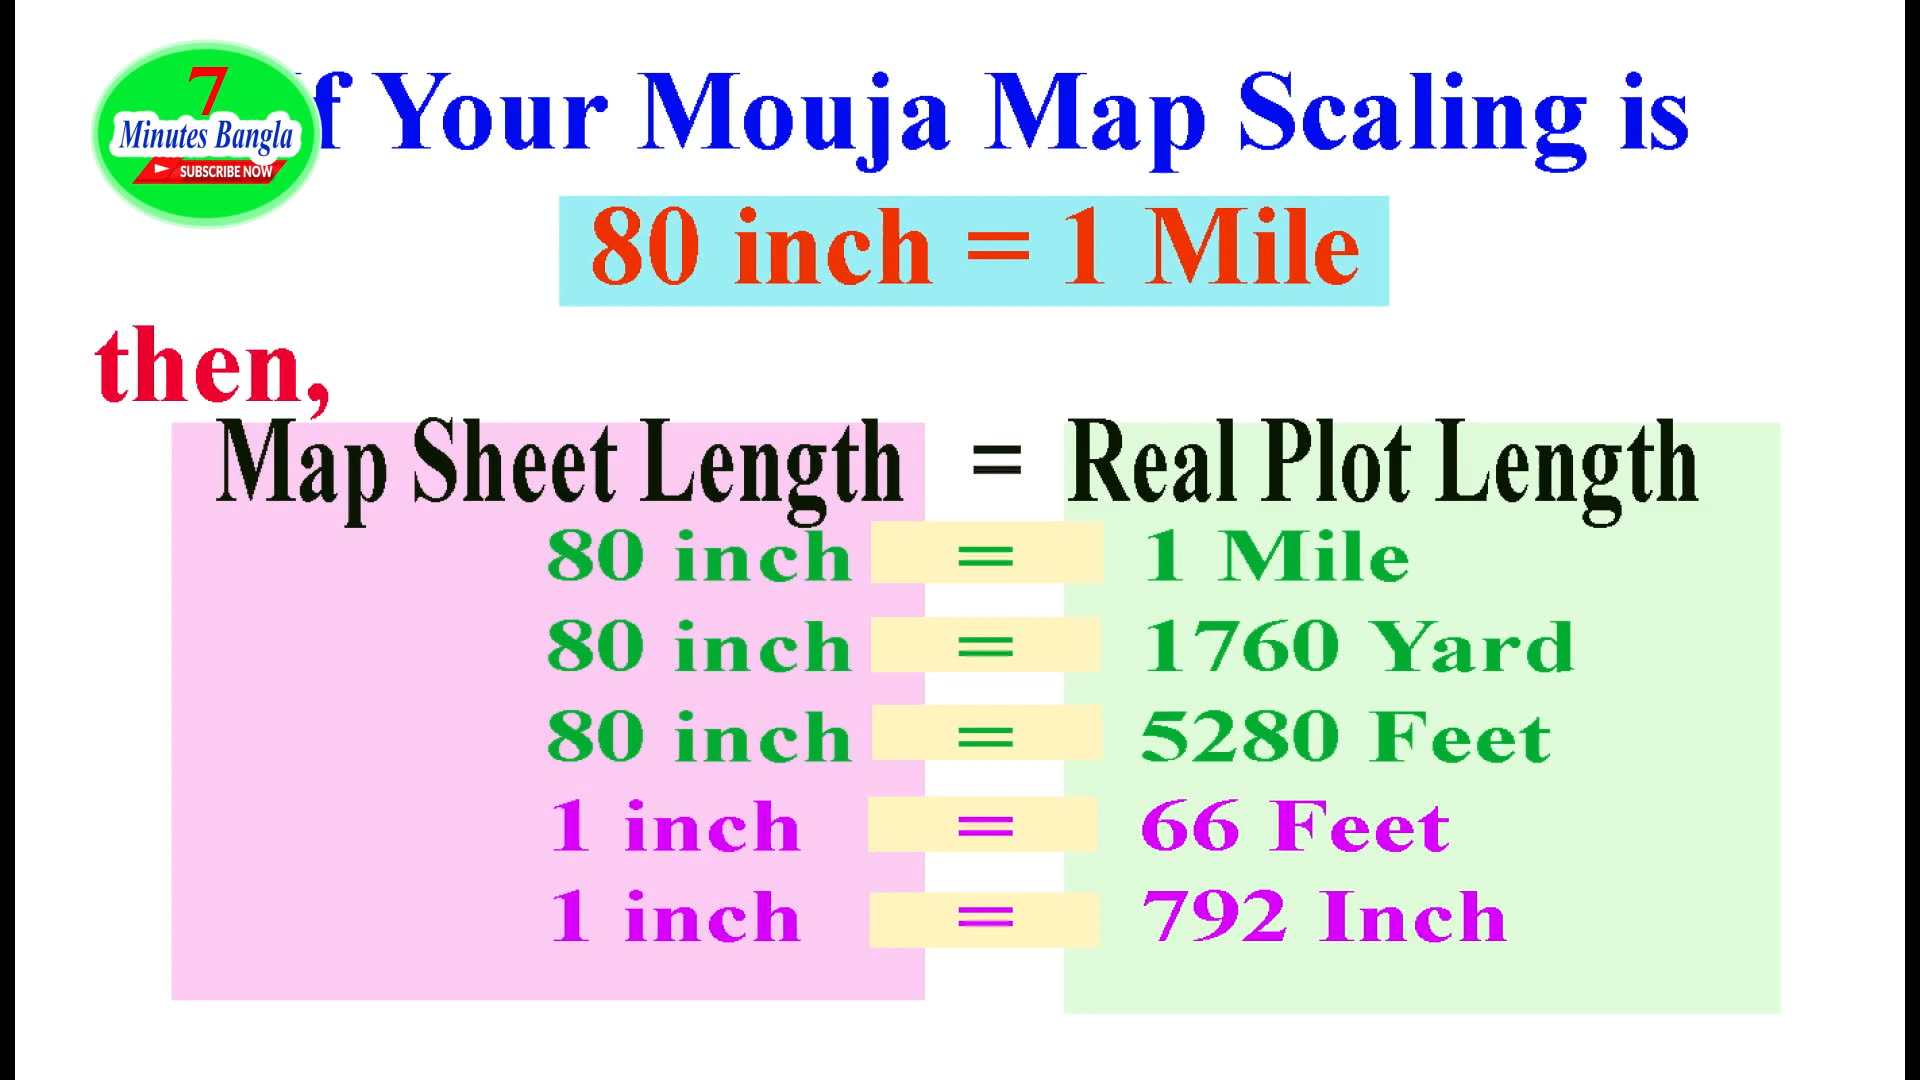 7
Minutes Bangla
SUBSCRIBE NOW
f Your Mouja Map Scaling is
80 inch = 1 Mile
then,
Map Sheet Length = Real Plot Length
80 inch = 1 Mile
80 inch = 1760 Yard
80 inch = 5280 Feet
1 inch = 66 Feet
1 inch = 792 Inch